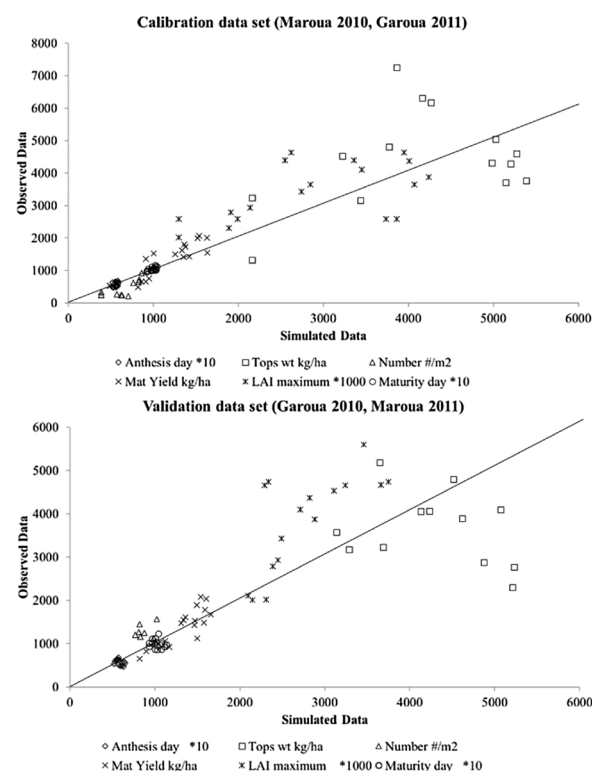 Calibration data set (Maroua 2010, Garoua 2011)
8000
7000
6000
5000
4000
3000
2000
1000
0
Observed Data
0 1000 2000 3000 4000 5000 6000
Simulated Data
Anthesis day *10 Tops wt kg/ha Number #/m2
Mat Yield kg/ha LAI maximum *1000 Maturity day *10
Validation data set (Garoua 2010, Maroua 2011)
6000
5000
4000
3000
2000
1000
0
Observed Data
0 1000 2000 3000 4000 5000 6000
Simulated Data
Anthesis day *10 Tops wt kg/ha Number #/m2
Mat Yield kg/ha LAI maximum *1000 Maturity day *10